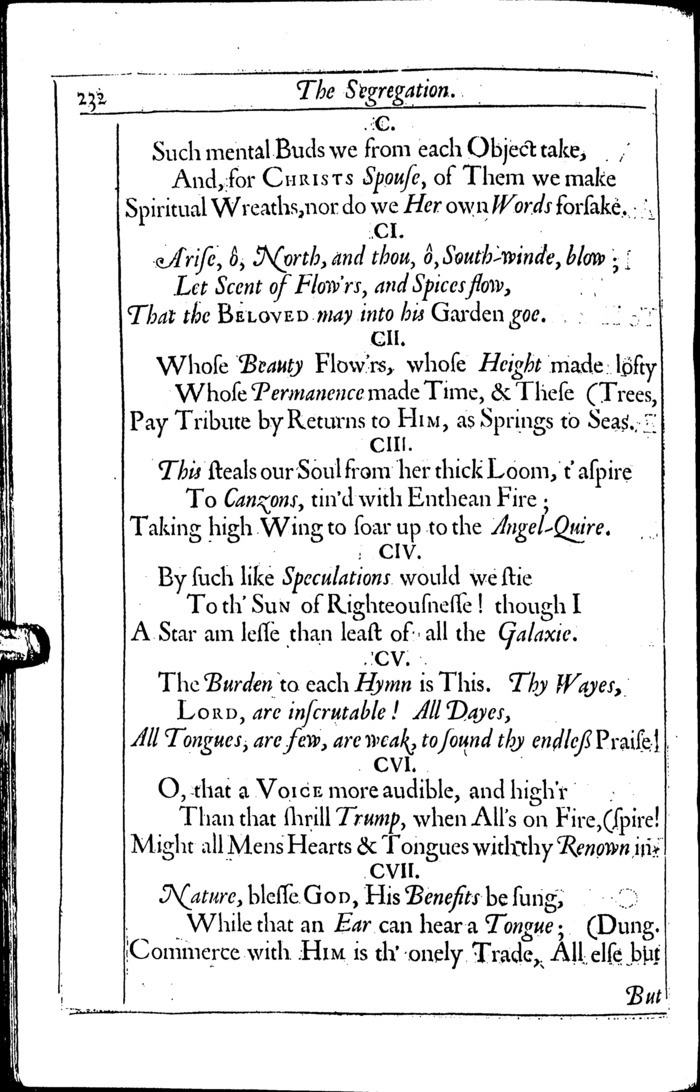 232 The Segregation.
C.
Such mental Buds we from each Object take,
And, for CHRISTS Spouſe, of Them we make
Spiritual Wreaths, nor do we Her own Words forſake.
CI.
Ariſe, ô, North, and thou, ô, South-winde, blow ;
Let Scent of Flow'rs, and Spices flow,
That the BELOVED may into his Garden goe.
CII.
Whoſe Beauty Flow'rs, whoſe Height made lofty
Whoſe Permanence made Time, & Theſe (Trees,
Pay Tribute by Returns to HIM, as Springs to Seas.
CIII.
This ſteals our Soul from her thick Loom, t' aſpire
To Canzons, tin'd with Enthean Fire ;
Taking high Wing to ſoar up to the Angel-Quire.
CIV.
By ſuch like Speculations would we ſtie
To th' SUN of Righteouſneſſe ! though I
A Star am leſſe than leaſt of all the Galaxie.
CV.
The Burden to each Hymn is This. Thy Wayes,
LORD, are inſcrutable ! All Dayes,
All Tongues, are few, are weak, to ſound thy endleß Praiſe!
CVI.
O, that a VOICE more audible, and high'r
Than that ſhrill Trump, when All's on Fire, (ſpire!
Might all Mens Hearts & Tongues with thy Renown in-
CVII.
Nature, bleſſe GOD, His Benefits be ſung,
While that an Ear can hear a Tongue ; (Dung.
Commerce with HIM is th' onely Trade, All elſe but
But